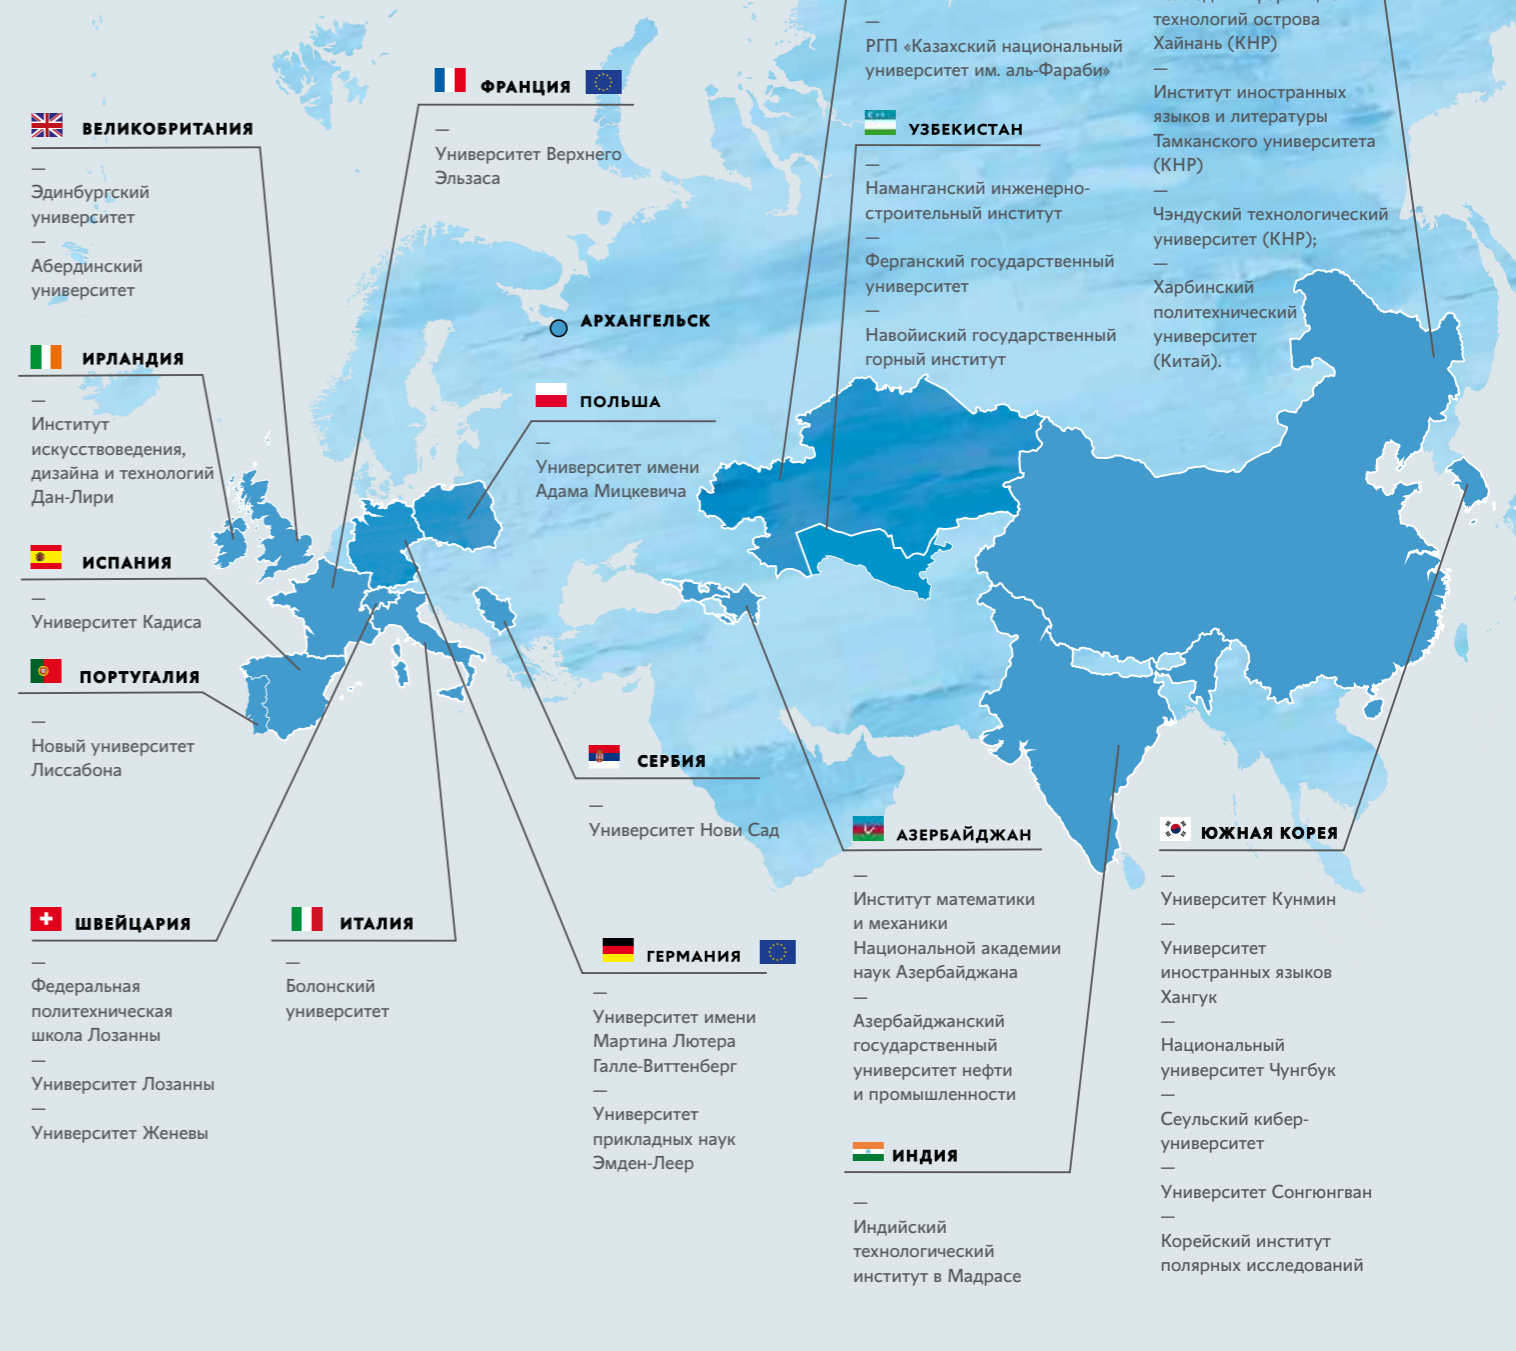 ФРАНЦИЯ
—
Университет Верхнего
Эльзаса
ВЕЛИКОБРИТАНИЯ
—
Эдинбургский
университет
—
Абердинский
университет
ИРЛАНДИЯ
—
Институт
искусствоведения,
дизайна и технологий
Дан-Лири
ИСПАНИЯ
—
Университет Кадиса
ПОРТУГАЛИЯ
—
Новый университет
Лиссабона
ШВЕЙЦАРИЯ
—
Федеральная
политехническая
школа Лозанны
—
Университет Лозанны
—
Университет Женевы
ИТАЛИЯ
—
Болонский
университет
АРХАНГЕЛЬСК
ПОЛЬША
—
Университет имени
Адама Мицкевича
СЕРБИЯ
—
Университет Нови Сад
ГЕРМАНИЯ
—
Университет имени
Мартина Лютера
Галле-Виттенберг
—
Университет
прикладных наук
Эмден-Леер
—
РГП «Казахский национальный
университет им. аль-Фараби»
УЗБЕКИСТАН
—
Наманганский инженерно-
строительный институт
—
Ферганский государственный
университет
—
Навойиский государственный
горный институт
технологий острова
Хайнань (КНР)
—
Институт иностранных
языков и литературы
Тамканского университета
(КНР)
—
Чэндуский технологический
университет (КНР);
—
Харбинский
политехнический
университет
(Китай).
АЗЕРБАЙДЖАН
—
Институт математики
и механики
Национальной академии
наук Азербайджана
—
Азербайджанский
государственный
университет нефти
и промышленности
ИНДИЯ
—
Индийский
технологический
институт в Мадрасе
ЮЖНАЯ КОРЕЯ
—
Университет Кунмин
—
Университет
иностранных языков
Хангук
—
Национальный
университет Чунгбук
—
Сеульский кибер-
университет
—
Университет Сонгюнгван
—
Корейский институт
полярных исследований